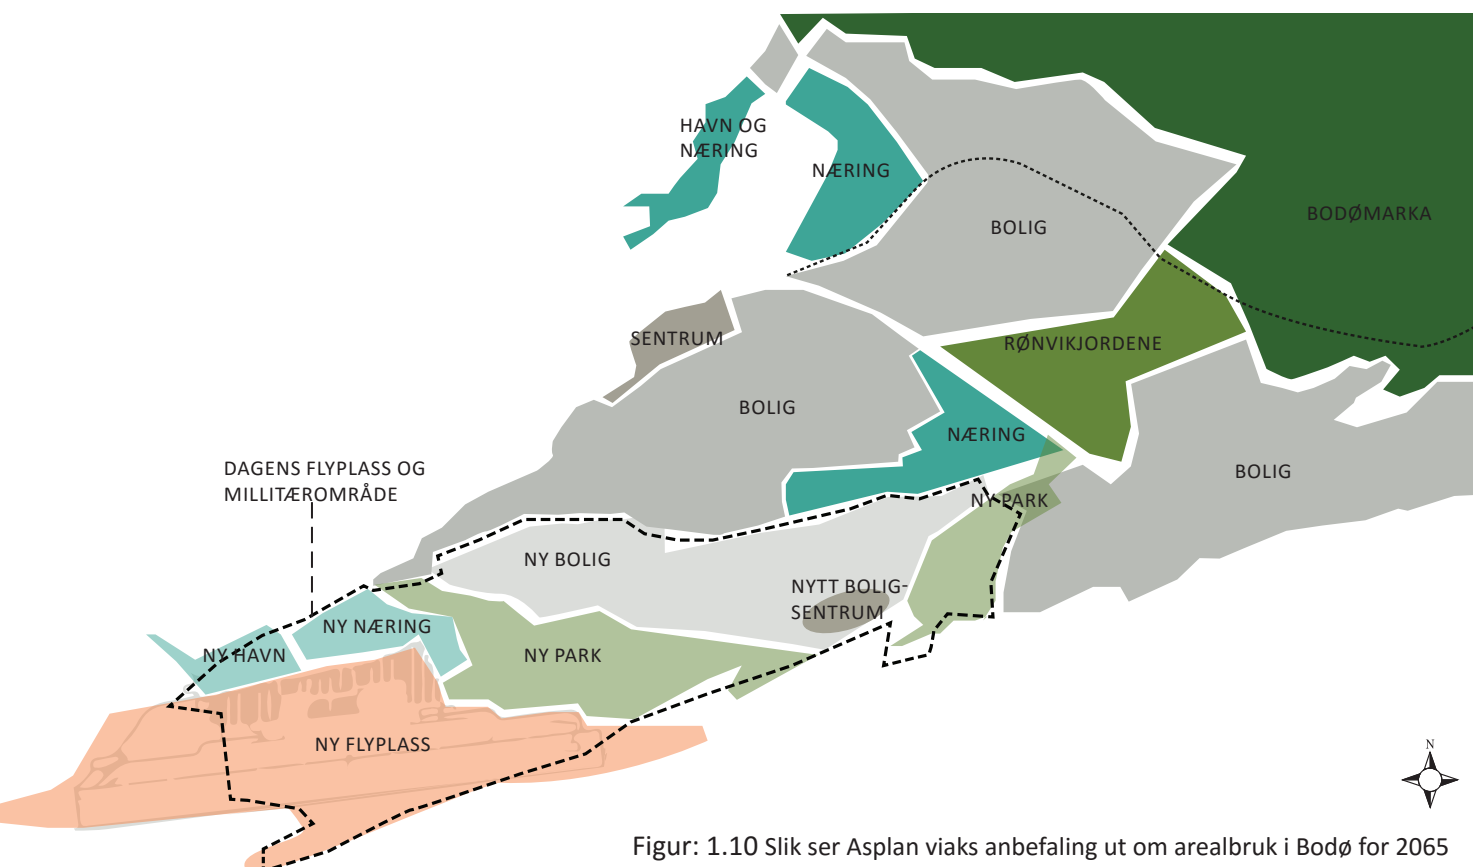 HAVN OG
NÆRING
NÆRING
BODØMARKA
BOLIG
SENTRUM
RØNVIKJORDENE
BOLIG
NÆRING
DAGENS FLYPLASS OG
MILLITÆROMRÅDE
BOLIG
NY PARK
NY BOLIG
NYTT BOLIG-
SENTRUM
NY NÆRING
NY HAVN
NY PARK
NY FLYPLASS
N
Figur: 1.10 Slik ser Asplan viaks anbefaling ut om arealbruk i Bodø for 2065